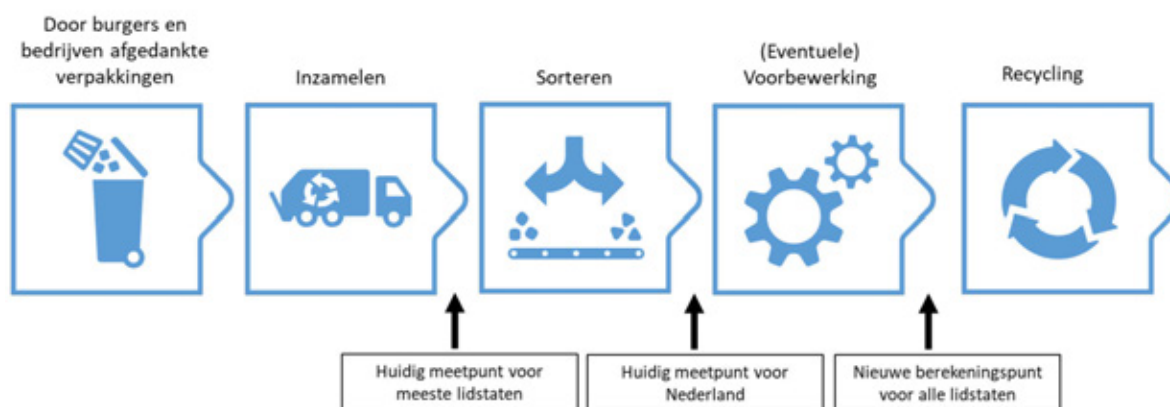 Door burgers en
bedrijven afgedankte
verpakkingen
Inzamelen
Sorteren
(Eventuele)
Voorbewerking
Recycling
Huidig meetpunt voor
meeste lidstaten
Huidig meetpunt voor
Nederland
Nieuwe berekeningspunt
voor alle lidstaten